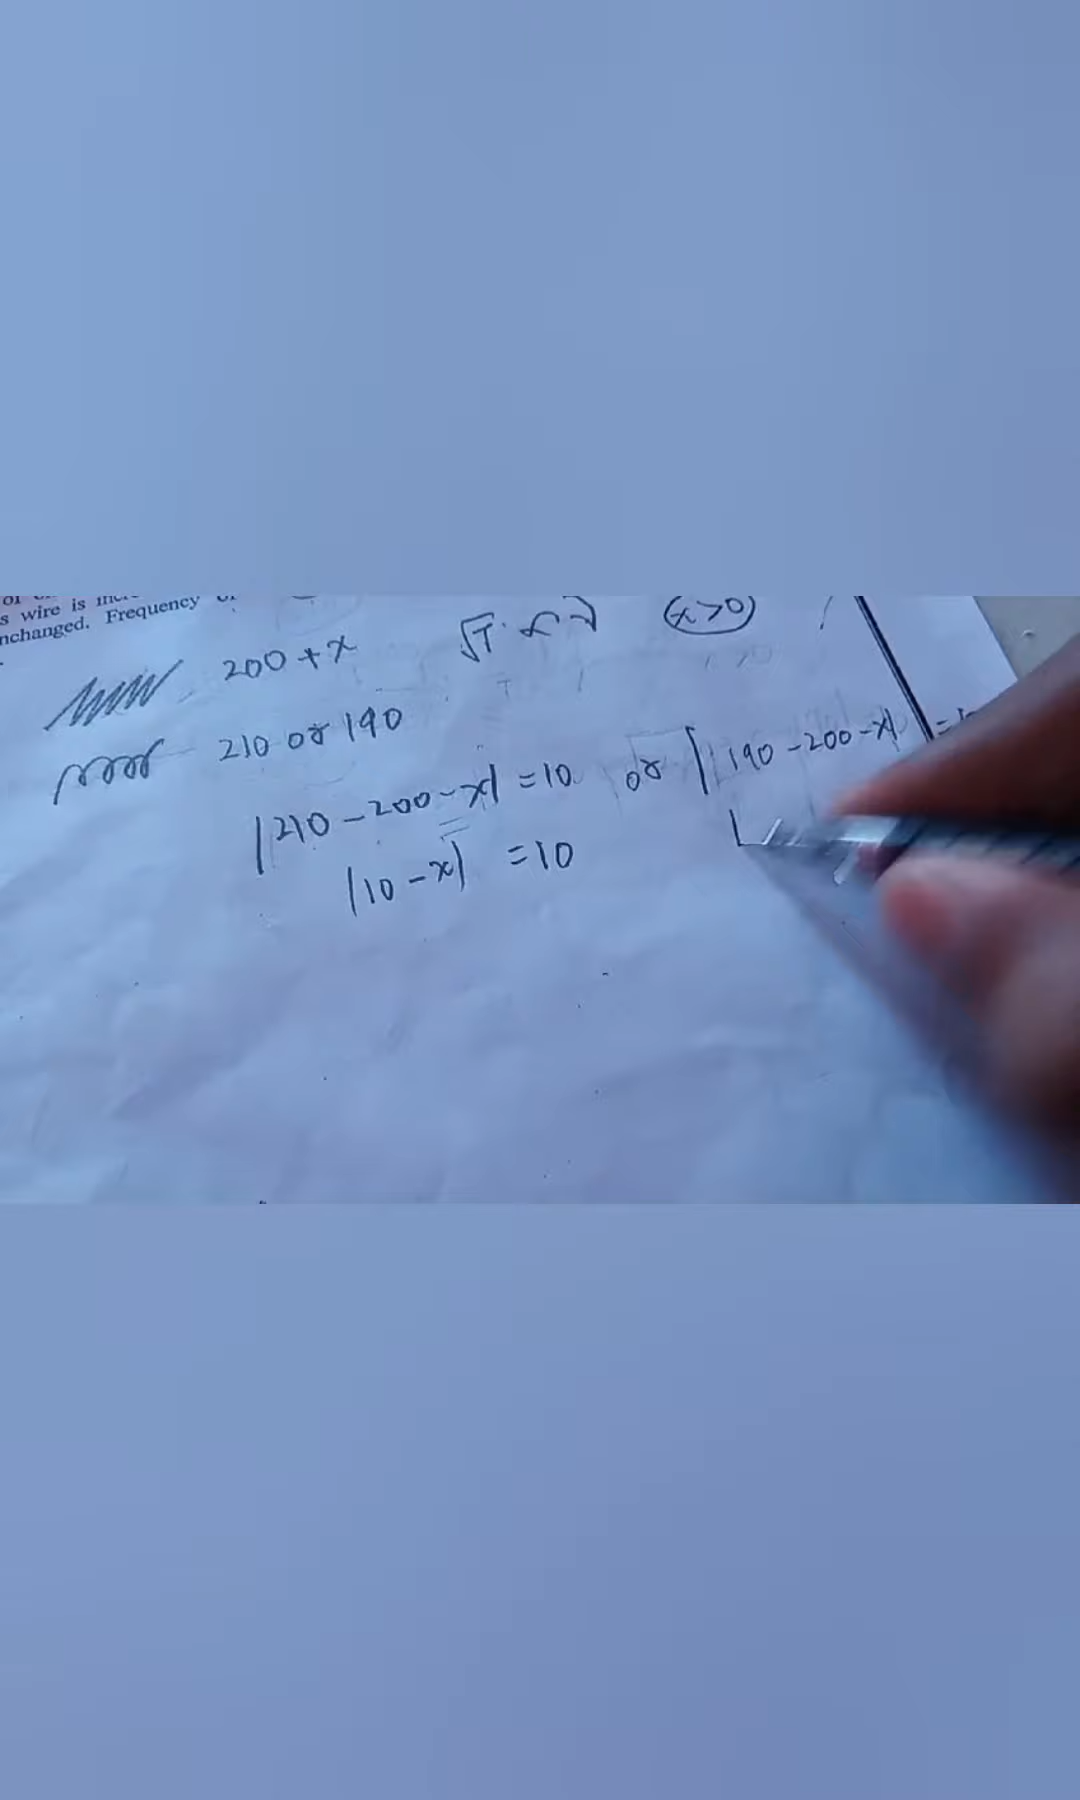 s wire is
nchanged. Frequency
200 + x
√T
x > 0
210 or 190
|210 - 200 - x| = 10 or |190 - 200 - x| =
|10 - x| = 10